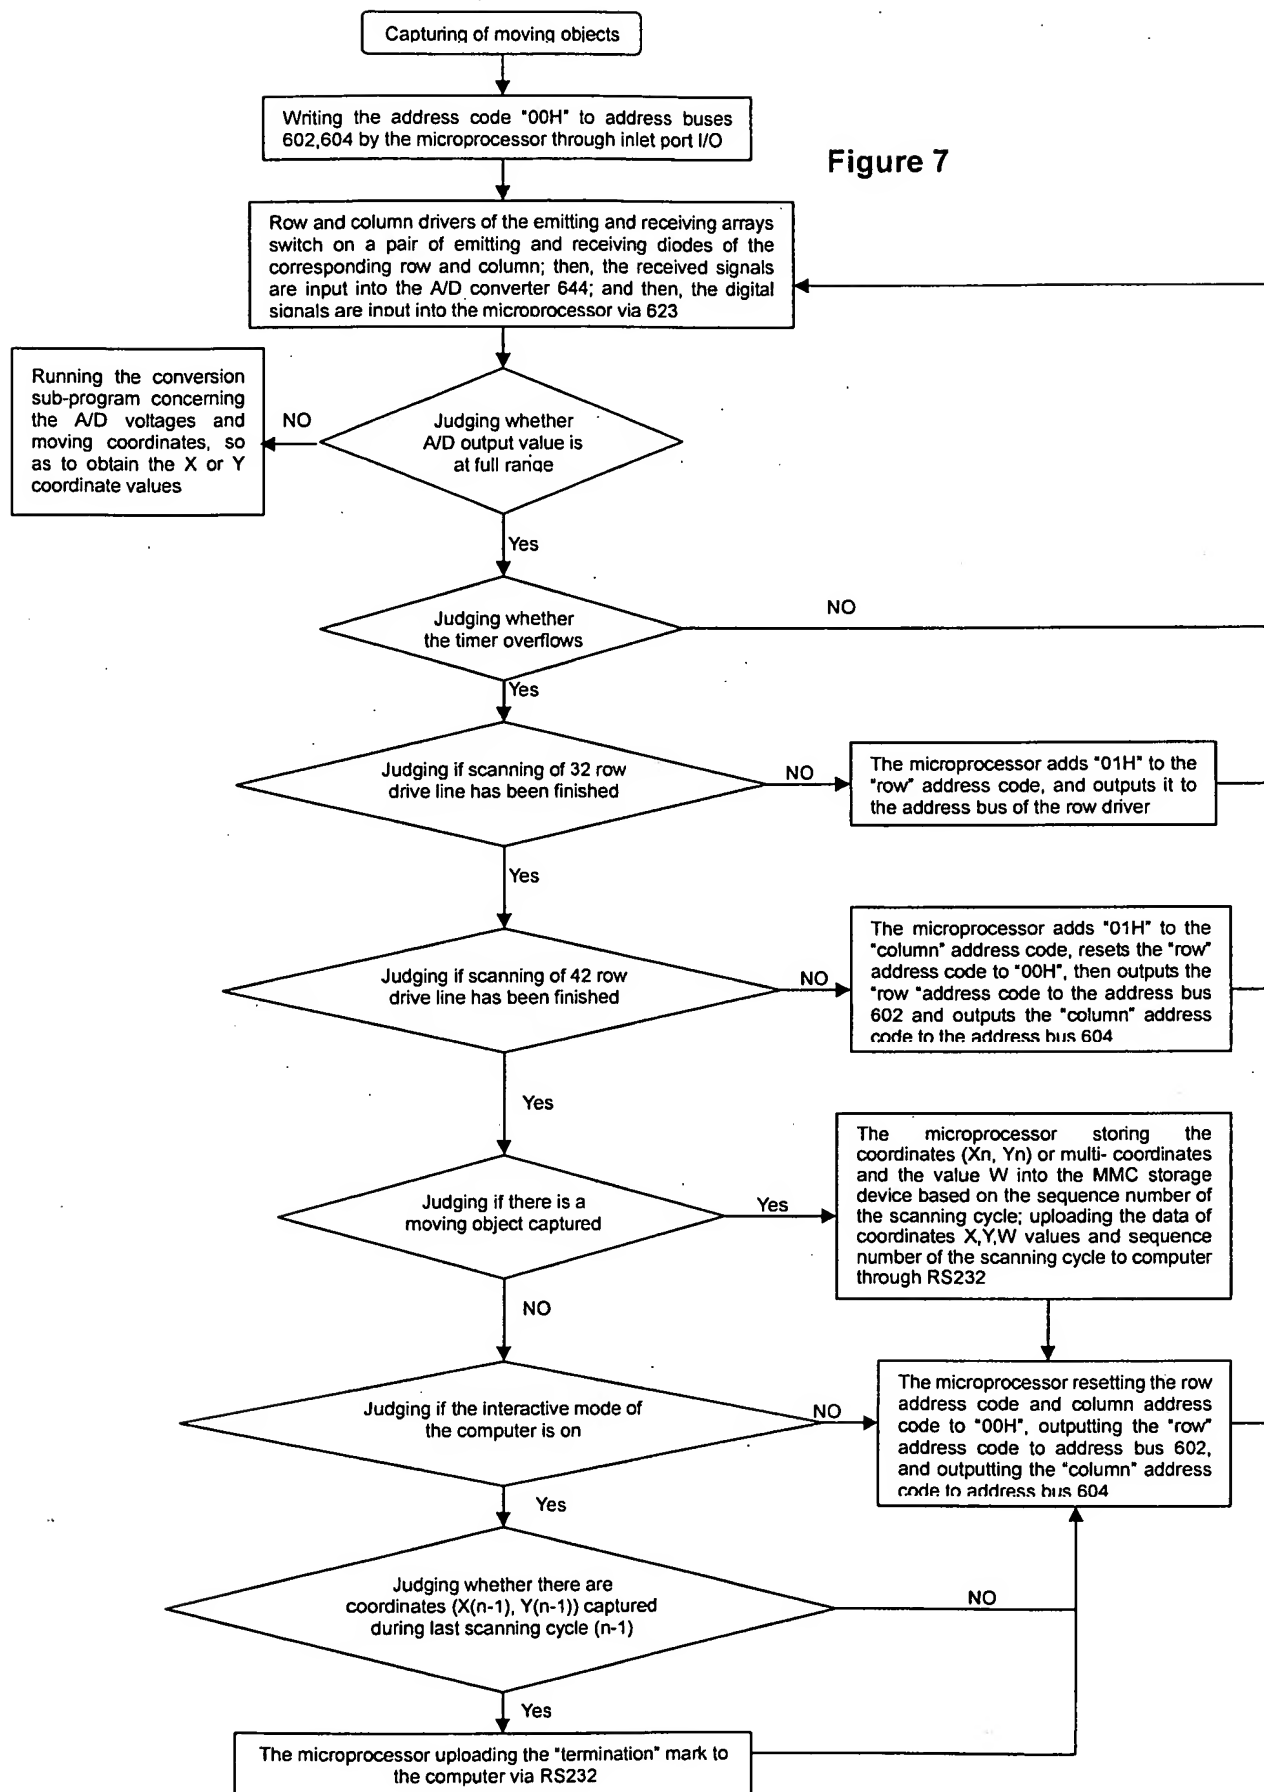 Capturing of moving objects
Writing the address code "00H" to address buses
602,604 by the microprocessor through inlet port I/O
Figure 7
Row and column drivers of the emitting and receiving arrays
switch on a pair of emitting and receiving diodes of the
corresponding row and column; then, the received signals
are input into the A/D converter 644; and then, the digital
signals are input into the microprocessor via 623
Running the conversion
sub-program concerning
the A/D voltages and
moving coordinates, so
as to obtain the X or Y
coordinate values
NO
Judging whether
A/D output value is
at full range
Yes
Judging whether
the timer overflows
NO
Yes
Judging if scanning of 32 row
drive line has been finished
NO
The microprocessor adds "01H" to the
"row" address code, and outputs it to
the address bus of the row driver
Yes
Judging if scanning of 42 row
drive line has been finished
NO
The microprocessor adds "01H" to the
"column" address code, resets the "row"
address code to "00H", then outputs the
"row "address code to the address bus
602 and outputs the "column" address
code to the address bus 604
Yes
Judging if there is a
moving object captured
Yes
The microprocessor storing the
coordinates (Xn, Yn) or multi- coordinates
and the value W into the MMC storage
device based on the sequence number of
the scanning cycle; uploading the data of
coordinates X,Y,W values and sequence
number of the scanning cycle to computer
through RS232
NO
Judging if the interactive mode of
the computer is on
NO
The microprocessor resetting the row
address code and column address
code to "00H", outputting the "row"
address code to address bus 602,
and outputting the "column" address
code to address bus 604
Yes
Judging whether there are
coordinates (X(n-1), Y(n-1)) captured
during last scanning cycle (n-1)
NO
Yes
The microprocessor uploading the "termination" mark to
the computer via RS232